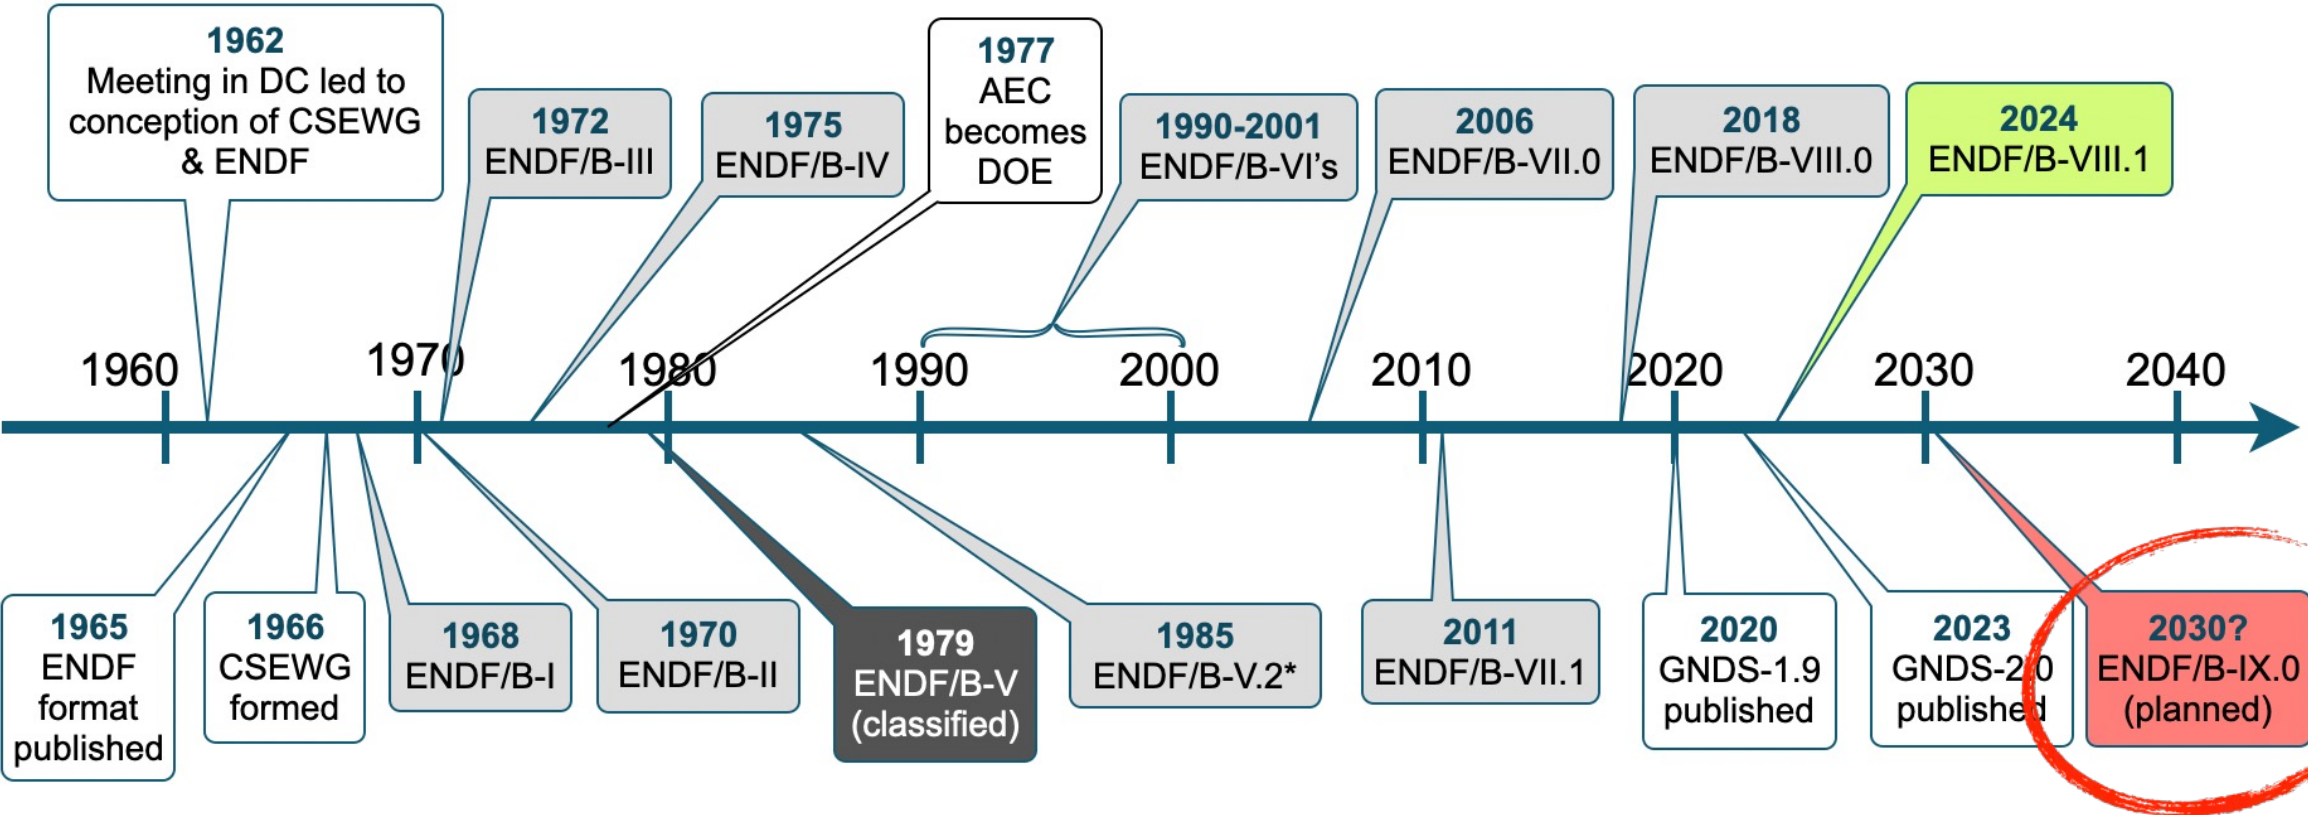 1962
Meeting in DC led to
conception of CSEWG
& ENDF
1972
ENDF/B-III
1975
ENDF/B-IV
1977
AEC
becomes
DOE
1990-2001
ENDF/B-VI’s
2006
ENDF/B-VII.0
2018
ENDF/B-VIII.0
2024
ENDF/B-VIII.1
1960
1970
1980
1990
2000
2010
2020
2030
2040
1965
ENDF
format
published
1966
CSEWG
formed
1968
ENDF/B-I
1970
ENDF/B-II
1979
ENDF/B-V
(classified)
1985
ENDF/B-V.2*
2011
ENDF/B-VII.1
2020
GNDS-1.9
published
2023
GNDS-2.0
published
2030?
ENDF/B-IX.0
(planned)